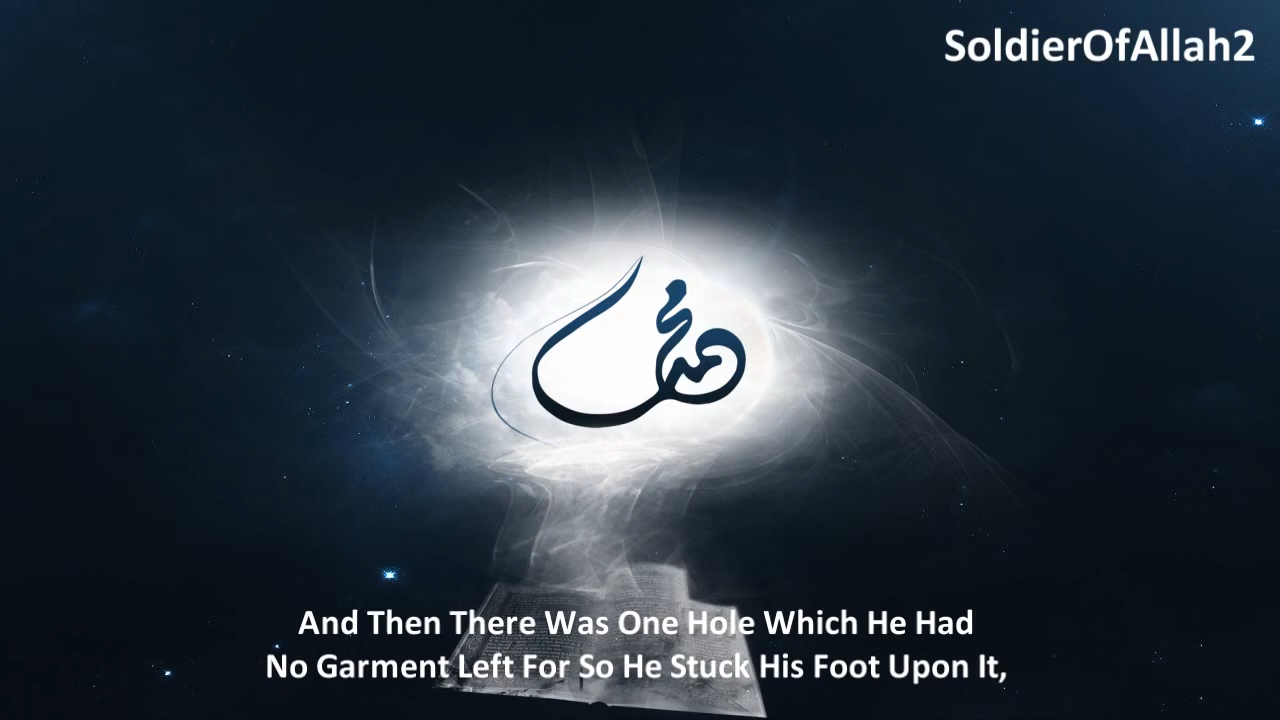 SoldierOfAllah2
محمد
And Then There Was One Hole Which He Had
No Garment Left For So He Stuck His Foot Upon It,